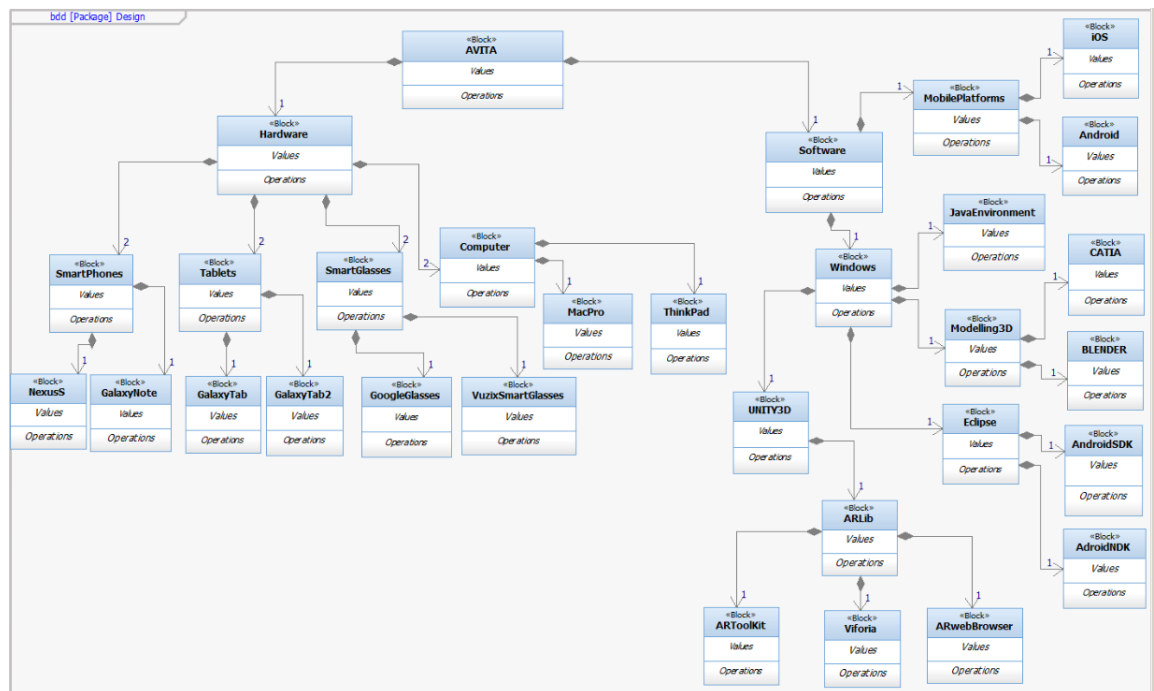 bdd [Package] Design
«Block»
AVITA
Values
Operations
1
1
«Block»
Hardware
Values
Operations
2
2
2
2
«Block»
SmartPhones
Values
Operations
1
1
«Block»
NexusS
Values
Operations
«Block»
GalaxyNote
Values
Operations
«Block»
Tablets
Values
Operations
1
1
«Block»
GalaxyTab
Values
Operations
«Block»
GalaxyTab2
Values
Operations
«Block»
SmartGlasses
Values
Operations
1
1
«Block»
GoogleGlasses
Values
Operations
«Block»
VuzixSmartGlasses
Values
Operations
«Block»
Computer
Values
Operations
1
1
«Block»
MacPro
Values
Operations
«Block»
ThinkPad
Values
Operations
«Block»
Software
Values
Operations
1
1
«Block»
MobilePlatforms
Values
Operations
1
1
«Block»
iOS
Values
Operations
«Block»
Android
Values
Operations
«Block»
Windows
Values
Operations
1
1
1
1
«Block»
JavaEnvironment
Values
Operations
«Block»
Modelling3D
Values
Operations
1
1
«Block»
CATIA
Values
Operations
«Block»
BLENDER
Values
Operations
«Block»
Eclipse
Values
Operations
1
1
«Block»
AndroidSDK
Values
Operations
«Block»
AdroidNDK
Values
Operations
«Block»
UNITY3D
Values
Operations
1
«Block»
ARLib
Values
Operations
1
1
1
«Block»
ARToolKit
Values
Operations
«Block»
Viforia
Values
Operations
«Block»
ARwebBrowser
Values
Operations